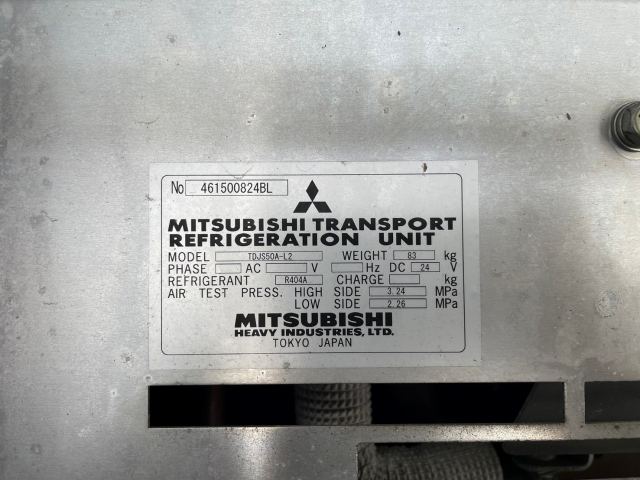 No 461500824BL
MITSUBISHI TRANSPORT
REFRIGERATION UNIT
MODEL TDJS50A-L2 WEIGHT 83 kg
PHASE AC V Hz DC 24 V
REFRIGERANT R404A CHARGE kg
AIR TEST PRESS. HIGH SIDE 3.24 MPa
LOW SIDE 2.26 MPa
MITSUBISHI
HEAVY INDUSTRIES, LTD.
TOKYO JAPAN